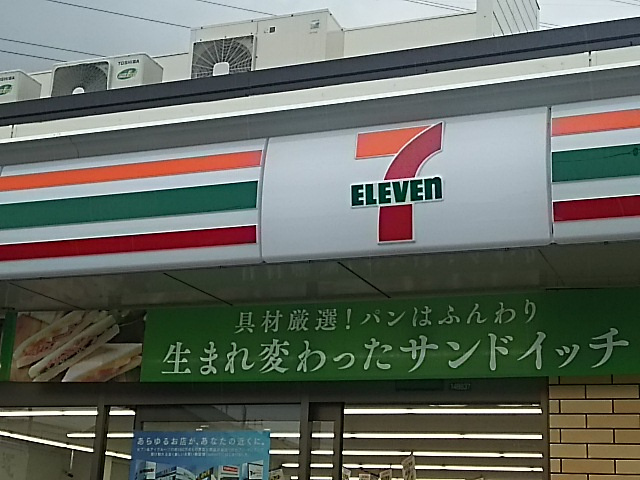 TOSHIBA
TOSHIBA
7
ELEVEn
具材厳選！パンはふんわり
生まれ変わったサンドイッチ
あらゆるお店が、あなたの近くに。